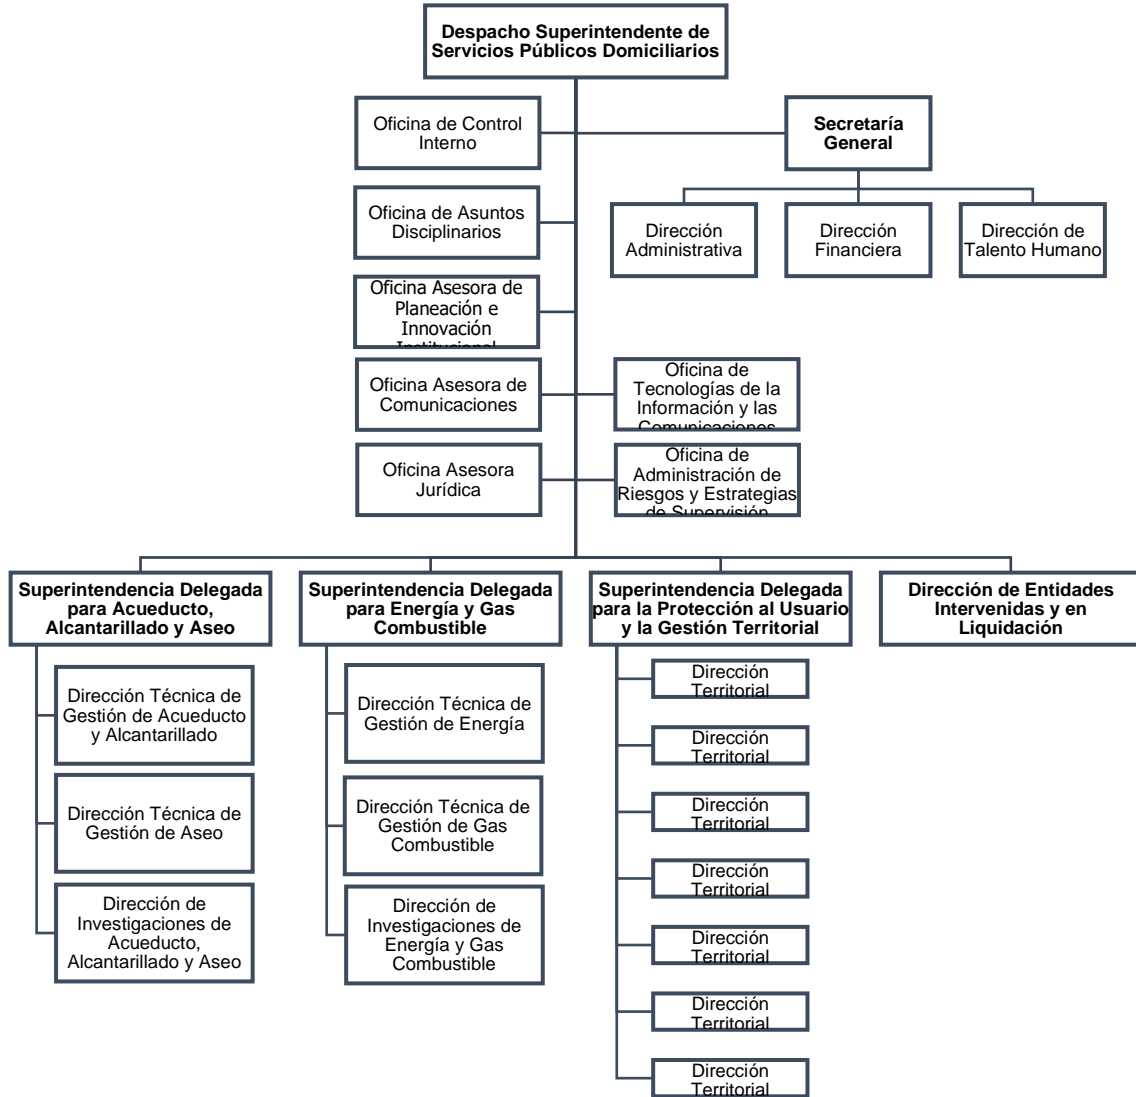 Despacho Superintendente de
Servicios Públicos Domiciliarios
Oficina de Control
Interno
Secretaría
General
Oficina de Asuntos
Disciplinarios
Dirección
Administrativa
Dirección
Financiera
Dirección de
Talento Humano
Oficina Asesora de
Planeación e
Innovación
Institucional
Oficina Asesora de
Comunicaciones
Oficina de
Tecnologías de la
Información y las
Comunicaciones
Oficina Asesora
Jurídica
Oficina de
Administración de
Riesgos y Estrategias
de Supervisión
Superintendencia Delegada
para Acueducto,
Alcantarillado y Aseo
Superintendencia Delegada
para Energía y Gas
Combustible
Superintendencia Delegada
para la Protección al Usuario
y la Gestión Territorial
Dirección de Entidades
Intervenidas y en
Liquidación
Dirección Técnica de
Gestión de Acueducto
y Alcantarillado
Dirección Técnica de
Gestión de Aseo
Dirección de
Investigaciones de
Acueducto,
Alcantarillado y Aseo
Dirección Técnica de
Gestión de Energía
Dirección Técnica de
Gestión de Gas
Combustible
Dirección de
Investigaciones de
Energía y Gas
Combustible
Dirección
Territorial
Dirección
Territorial
Dirección
Territorial
Dirección
Territorial
Dirección
Territorial
Dirección
Territorial
Dirección
Territorial